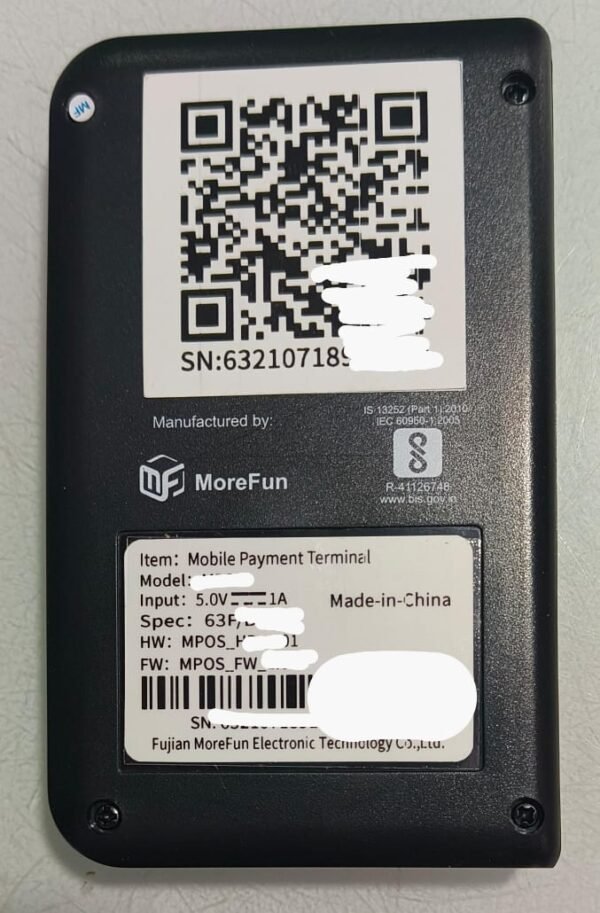 MF
SN:632107189
Manufactured by:
IS 13252 (Part 1):2010
IEC 60950-1:2005
MoreFun
R-41126748
www.bis.gov.in
Item: Mobile Payment Terminal
Model:
Input: 5.0V 1A
Made-in-China
Spec: 63F/
HW: MPOS_H 01
FW: MPOS_FW_
SN:
Fujian MoreFun Electronic Technology Co.,Ltd.